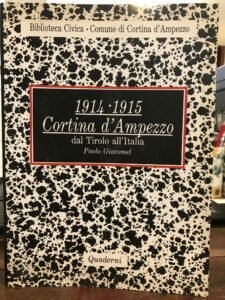 Biblioteca Civica • Comune di Cortina d'Ampezzo
1914 • 1915
Cortina d'Ampezzo
dal Tirolo all'Italia
Paolo Giacomel
Quaderni